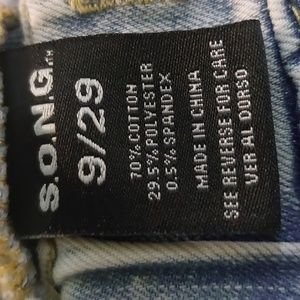 S.O.N.G™
9/29
70% COTTON
29.5% POLYESTER
0.5% SPANDEX
MADE IN CHINA
SEE REVERSE FOR CARE
VER AL DORSO